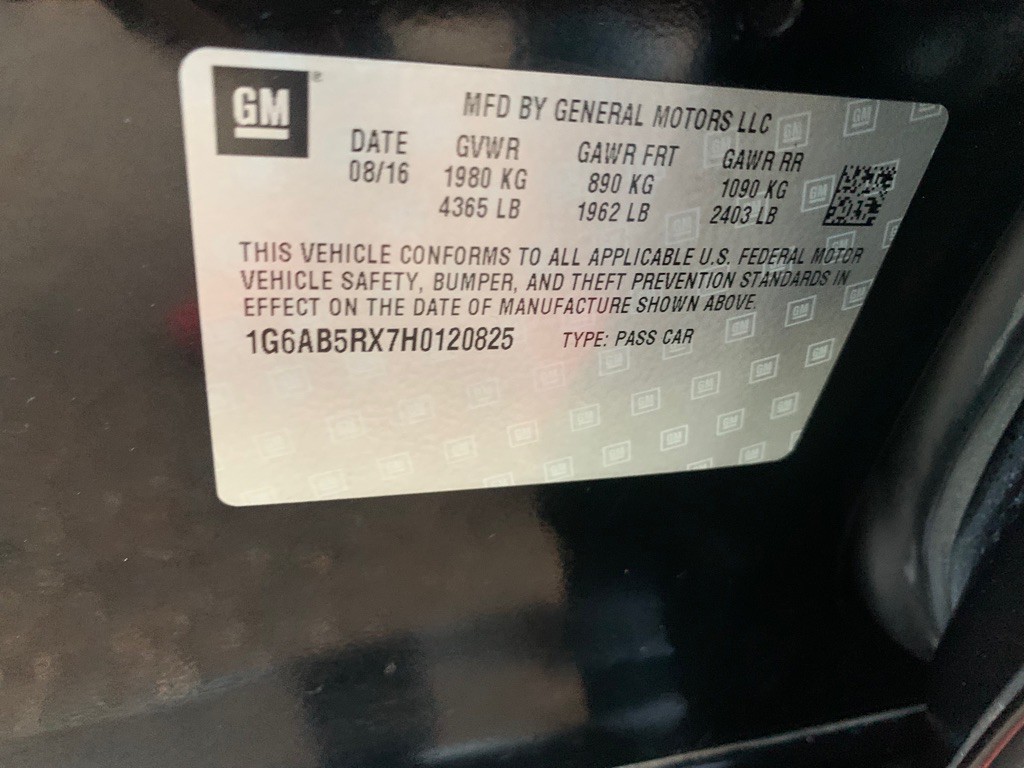 GM
MFD BY GENERAL MOTORS LLC
DATE GVWR GAWR FRT GAWR RR
08/16 1980 KG 890 KG 1090 KG
4365 LB 1962 LB 2403 LB
THIS VEHICLE CONFORMS TO ALL APPLICABLE U.S. FEDERAL MOTOR
VEHICLE SAFETY, BUMPER, AND THEFT PREVENTION STANDARDS IN
EFFECT ON THE DATE OF MANUFACTURE SHOWN ABOVE.
1G6AB5RX7H0120825 TYPE: PASS CAR